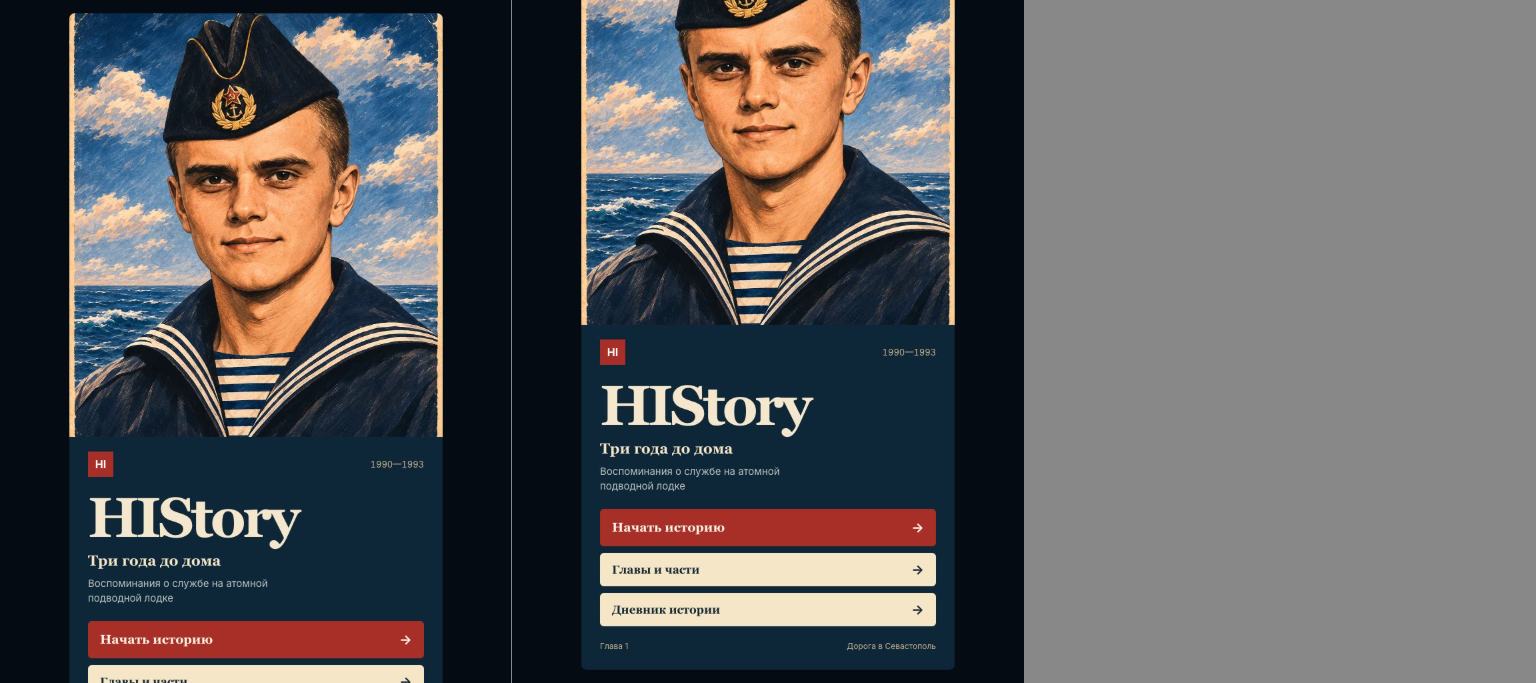 HI
1990—1993
HIStory
Три года до дома
Воспоминания о службе на атомной
подводной лодке
Начать историю →
Главы и части →
HI
1990—1993
HIStory
Три года до дома
Воспоминания о службе на атомной
подводной лодке
Начать историю →
Главы и части →
Дневник истории →
Глава 1
Дорога в Севастополь